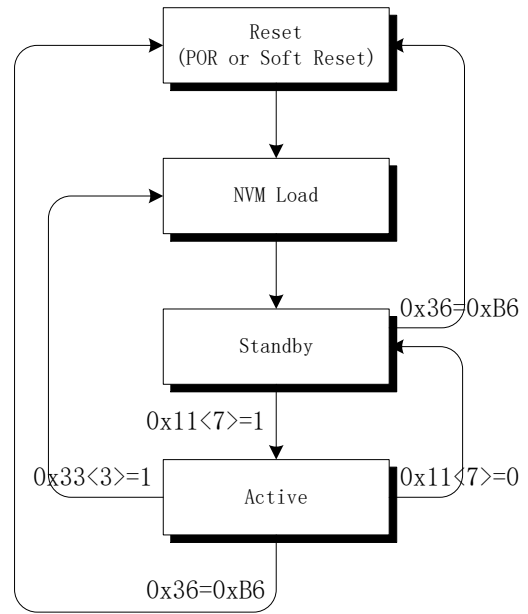 Reset
(POR or Soft Reset)
NVM Load
0x36=0xB6
Standby
0x11<7>=1
0x33<3>=1
Active
0x11<7>=0
0x36=0xB6